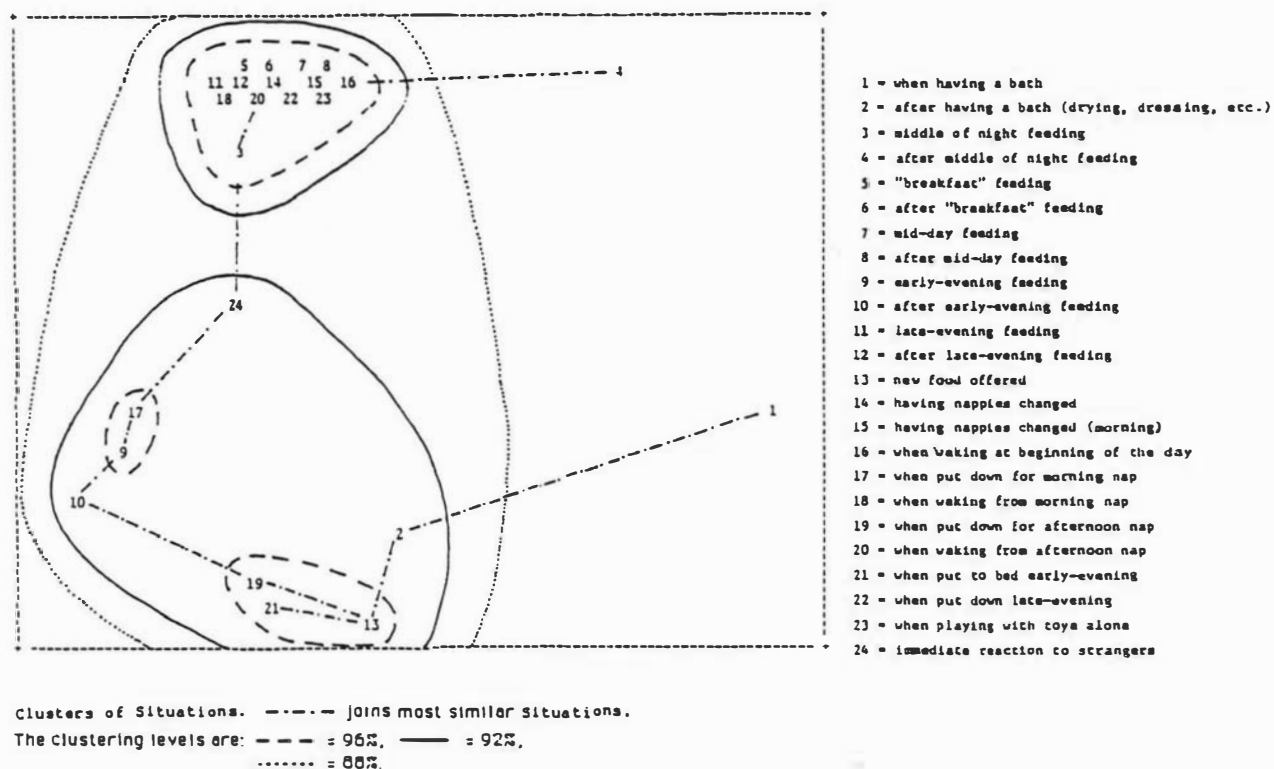 5 6 7 8
11 12 14 15 16
18 20 22 23
3
4
24
17
9
10
1
2
19
21
13
1 = when having a bath
2 = after having a bath (drying, dressing, etc.)
3 = middle of night feeding
4 = after middle of night feeding
5 = "breakfast" feeding
6 = after "breakfast" feeding
7 = mid-day feeding
8 = after mid-day feeding
9 = early-evening feeding
10 = after early-evening feeding
11 = late-evening feeding
12 = after late-evening feeding
13 = new food offered
14 = having nappies changed
15 = having nappies changed (morning)
16 = when waking at beginning of the day
17 = when put down for morning nap
18 = when waking from morning nap
19 = when put down for afternoon nap
20 = when waking from afternoon nap
21 = when put to bed early-evening
22 = when put down late-evening
23 = when playing with toys alone
24 = immediate reaction to strangers
Clusters of Situations. joins most similar situations.
The clustering levels are: = 96%, = 92%,
= 88%.